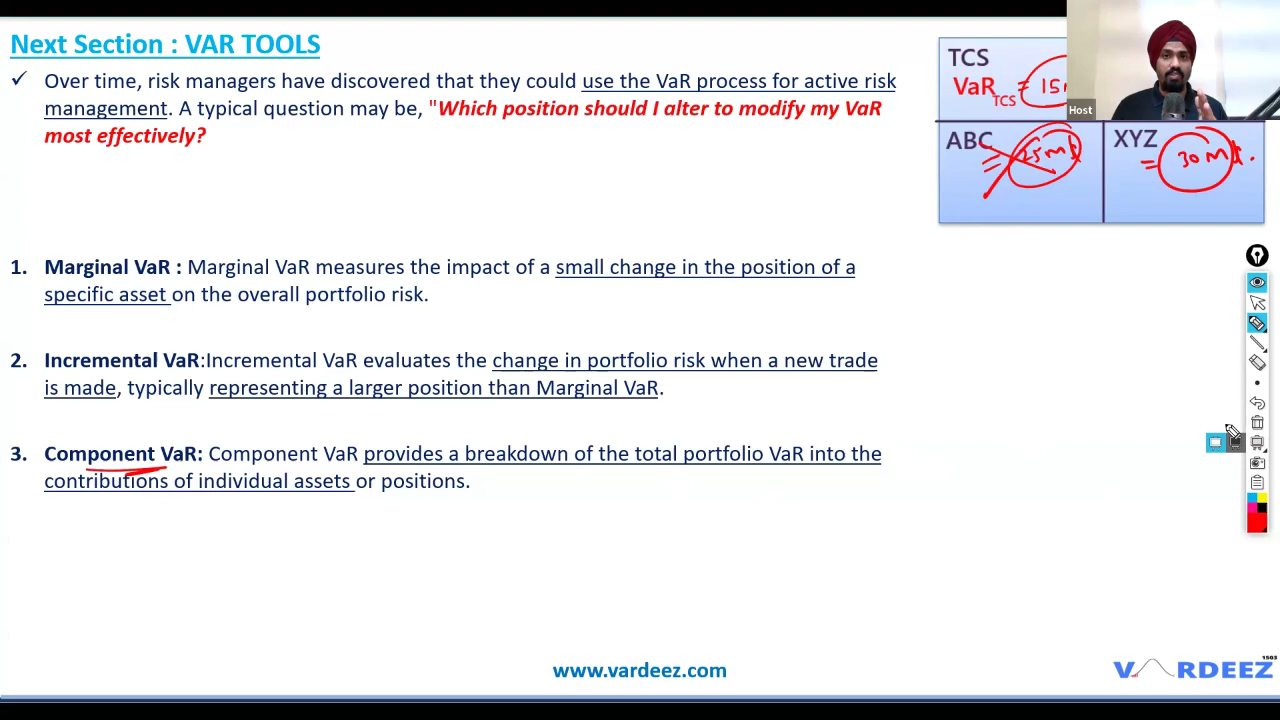 Next Section : VAR TOOLS
✓ Over time, risk managers have discovered that they could use the VaR process for active risk
management. A typical question may be, "Which position should I alter to modify my VaR
most effectively?
TCS
VaR TCS = 15
ABC
= 25M
XYZ
= 30M
Host
1. Marginal VaR : Marginal VaR measures the impact of a small change in the position of a
specific asset on the overall portfolio risk.
2. Incremental VaR:Incremental VaR evaluates the change in portfolio risk when a new trade
is made, typically representing a larger position than Marginal VaR.
3. Component VaR: Component VaR provides a breakdown of the total portfolio VaR into the
contributions of individual assets or positions.
www.vardeez.com
VARDEEZ
1503